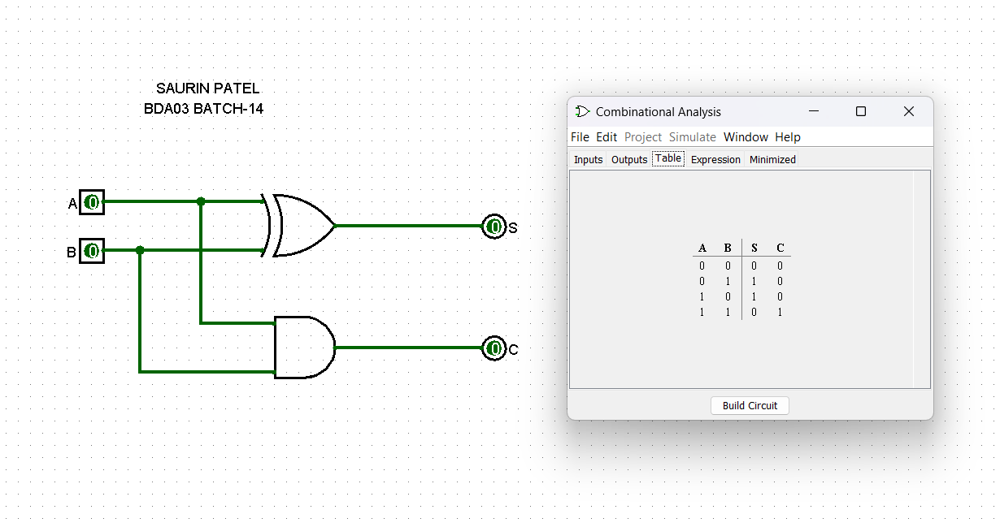 SAURIN PATEL
BDA03 BATCH-14
A 0
B 0
0 S
0 C
Combinational Analysis
File Edit Project Simulate Window Help
Inputs Outputs Table Expression Minimized
A B S C
0 0 0 0
0 1 1 0
1 0 1 0
1 1 0 1
Build Circuit